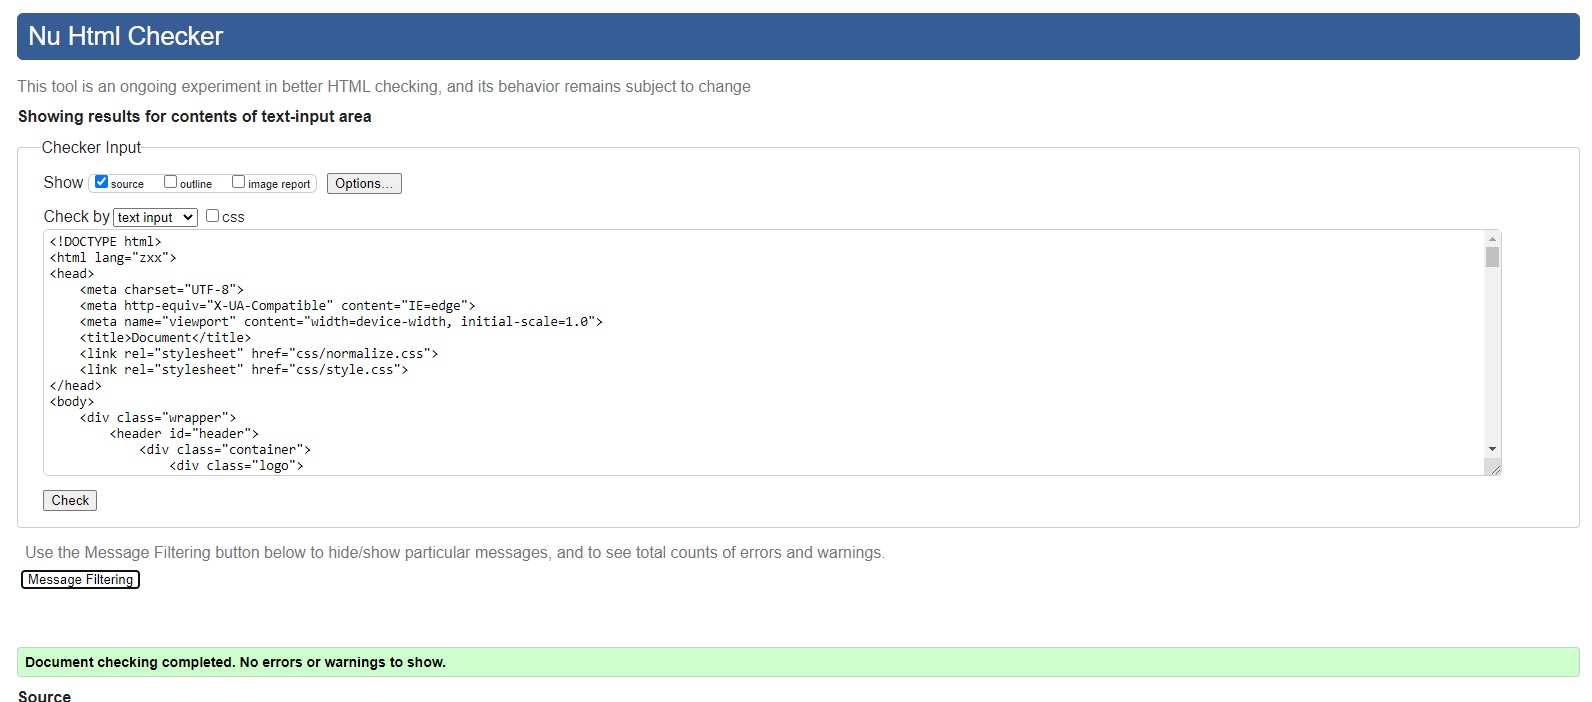 Nu Html Checker
This tool is an ongoing experiment in better HTML checking, and its behavior remains subject to change
Showing results for contents of text-input area
Checker Input
Show source outline image report Options...
Check by text input css
<!DOCTYPE html>
<html lang="zxx">
<head>
    <meta charset="UTF-8">
    <meta http-equiv="X-UA-Compatible" content="IE=edge">
    <meta name="viewport" content="width=device-width, initial-scale=1.0">
    <title>Document</title>
    <link rel="stylesheet" href="css/normalize.css">
    <link rel="stylesheet" href="css/style.css">
</head>
<body>
    <div class="wrapper">
        <header id="header">
            <div class="container">
                <div class="logo">
Check
Use the Message Filtering button below to hide/show particular messages, and to see total counts of errors and warnings.
Message Filtering
Document checking completed. No errors or warnings to show.
Source